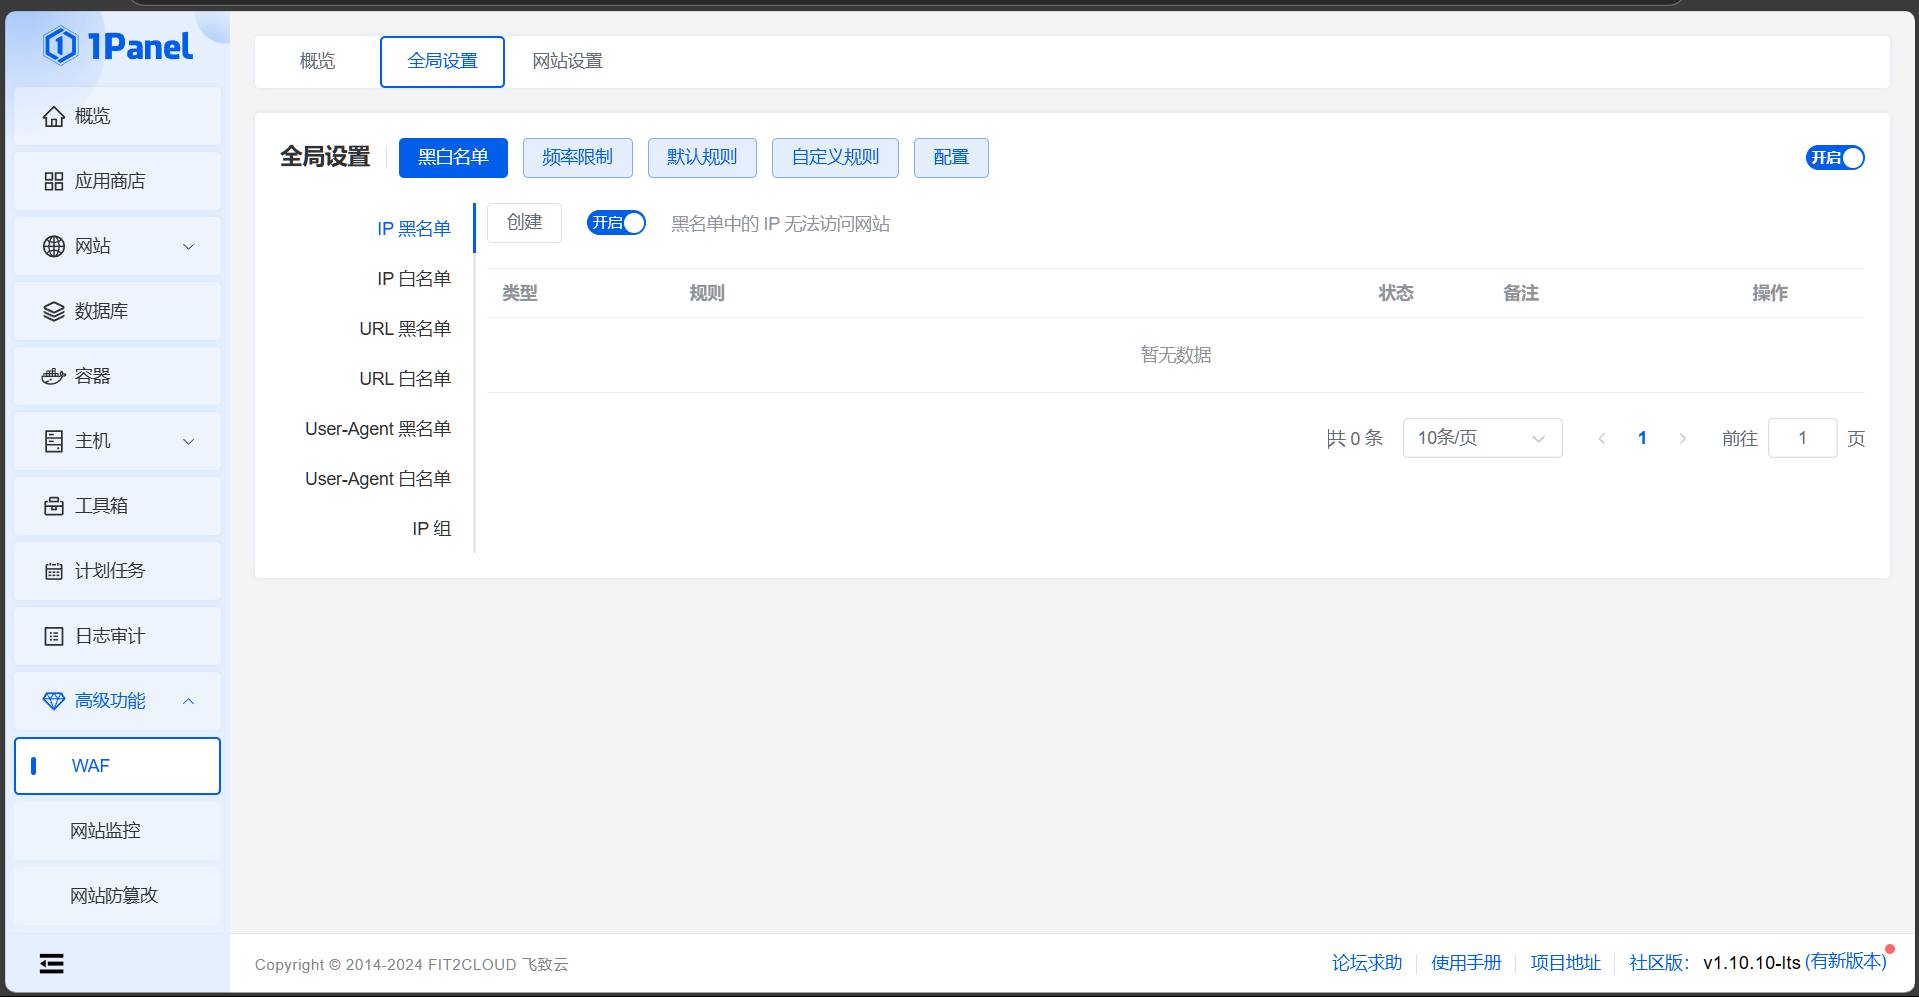 1Panel
概览
应用商店
网站
数据库
容器
主机
工具箱
计划任务
日志审计
高级功能
WAF
网站监控
网站防篡改
概览
全局设置
网站设置
全局设置
黑白名单
频率限制
默认规则
自定义规则
配置
开启
IP 黑名单
IP 白名单
URL 黑名单
URL 白名单
User-Agent 黑名单
User-Agent 白名单
IP 组
创建
开启
黑名单中的 IP 无法访问网站
类型 规则 状态 备注 操作
暂无数据
共 0 条 10条/页 1 前往 1 页
Copyright © 2014-2024 FIT2CLOUD 飞致云
论坛求助 使用手册 项目地址 社区版: v1.10.10-lts (有新版本)